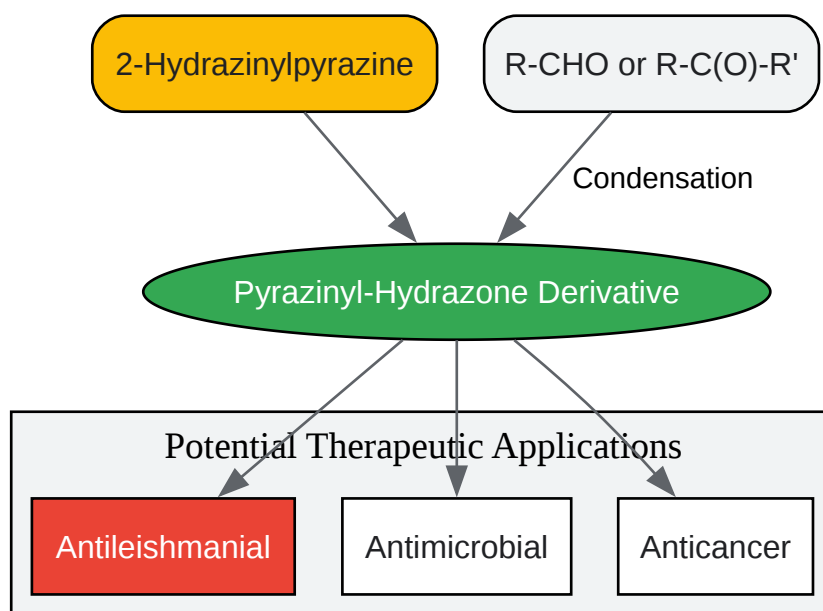 2-Hydrazinylpyrazine
R-CHO or R-C(O)-R'
Condensation
Pyrazinyl-Hydrazone Derivative
Potential Therapeutic Applications
Antileishmanial
Antimicrobial
Anticancer